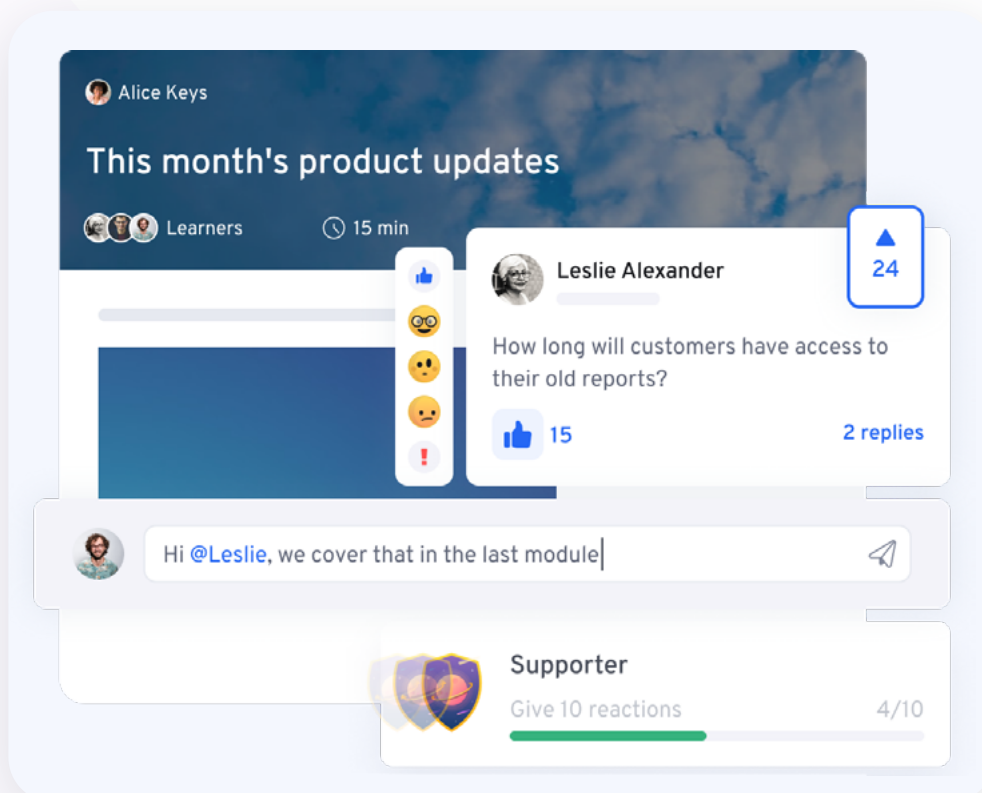 Alice Keys
This month's product updates
Learners
15 min
24
Leslie Alexander
How long will customers have access to
their old reports?
15
2 replies
Hi @Leslie, we cover that in the last module
Supporter
Give 10 reactions
4/10